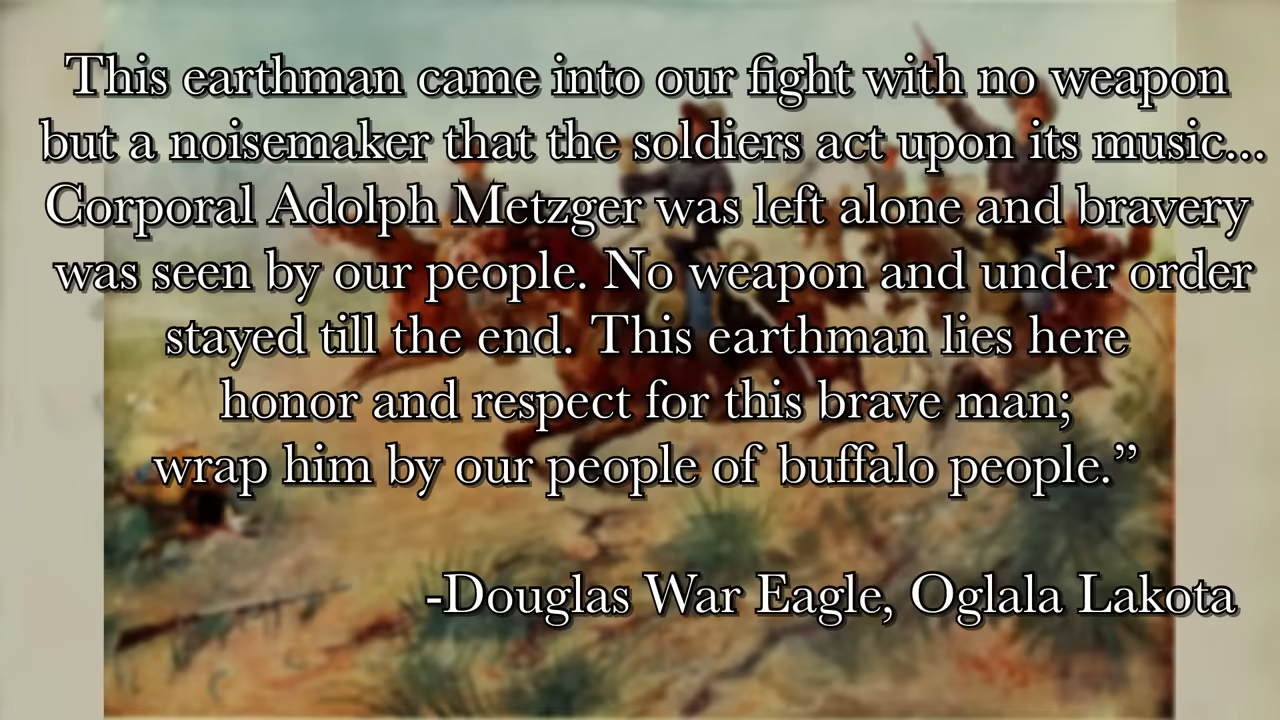 This earthman came into our fight with no weapon
but a noisemaker that the soldiers act upon its music...
Corporal Adolph Metzger was left alone and bravery
was seen by our people. No weapon and under order
stayed till the end. This earthman lies here
honor and respect for this brave man;
wrap him by our people of buffalo people.”
-Douglas War Eagle, Oglala Lakota